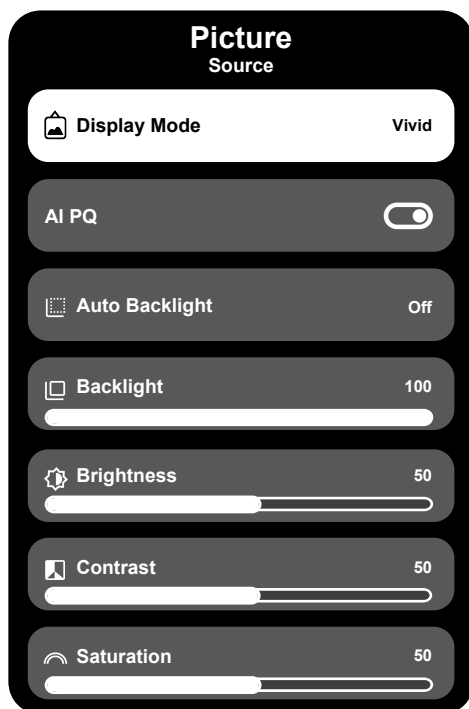 Picture
Source
Display Mode Vivid
AI PQ
Auto Backlight Off
Backlight 100
Brightness 50
Contrast 50
Saturation 50